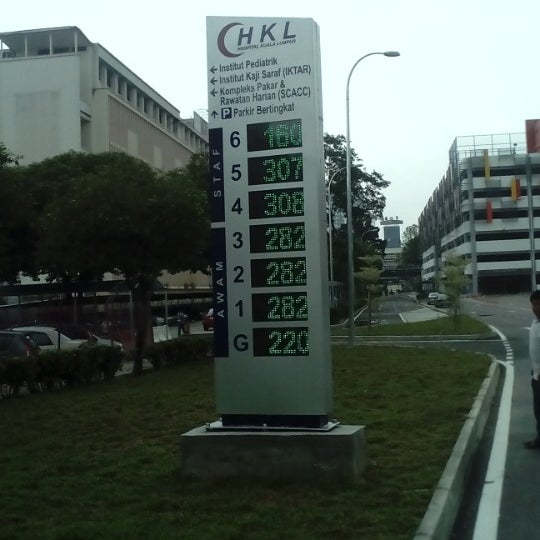 HKL
HOSPITAL KUALA LUMPUR
← Institut Pediatrik
← Institut Kaji Saraf (IKTAR)
← Kompleks Pakar &
Rawatan Harian (SCACC)
↑ P Parkir Bertingkat
STAF
6 180
5 307
4 308
AWAM
3 282
2 282
1 282
G 220